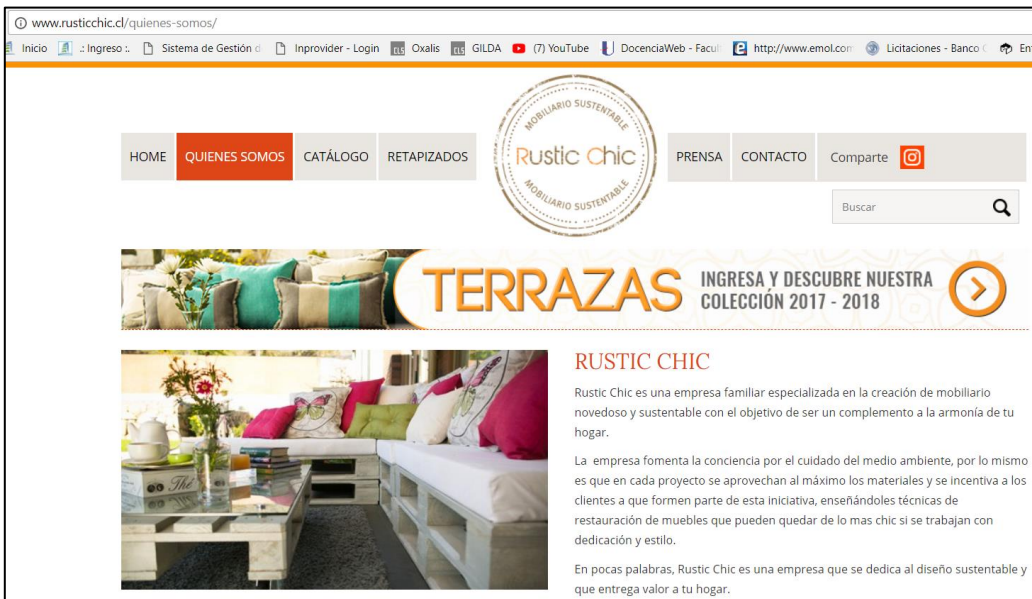 www.rusticchic.cl/quienes-somos/
Inicio .: Ingreso :. Sistema de Gestión d Inprovider - Login CLS Oxalis CLS GILDA (7) YouTube DocenciaWeb - Facul http://www.emol.com Licitaciones - Banco
MOBILIARIO SUSTENTABLE
Rustic Chic
MOBILIARIO SUSTENTABLE
HOME QUIENES SOMOS CATÁLOGO RETAPIZADOS PRENSA CONTACTO Comparte
Buscar
TERRAZAS INGRESA Y DESCUBRE NUESTRA
COLECCIÓN 2017 - 2018
RUSTIC CHIC
Rustic Chic es una empresa familiar especializada en la creación de mobiliario
novedoso y sustentable con el objetivo de ser un complemento a la armonía de tu
hogar.
La empresa fomenta la conciencia por el cuidado del medio ambiente, por lo mismo
es que en cada proyecto se aprovechan al máximo los materiales y se incentiva a los
clientes a que formen parte de esta iniciativa, enseñándoles técnicas de
restauración de muebles que pueden quedar de lo mas chic si se trabajan con
dedicación y estilo.
En pocas palabras, Rustic Chic es una empresa que se dedica al diseño sustentable y
que entrega valor a tu hogar.
Thé